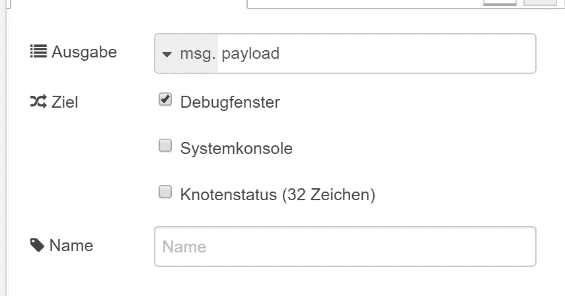 Ausgabe msg. payload
Ziel Debugfenster
Systemkonsole
Knotenstatus (32 Zeichen)
Name Name